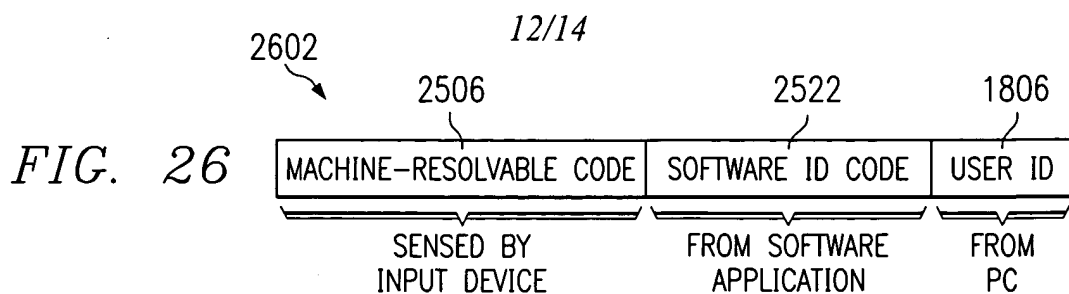 12/14
2602
2506 2522 1806
FIG. 26
MACHINE-RESOLVABLE CODE SOFTWARE ID CODE USER ID
SENSED BY INPUT DEVICE
FROM SOFTWARE APPLICATION
FROM PC